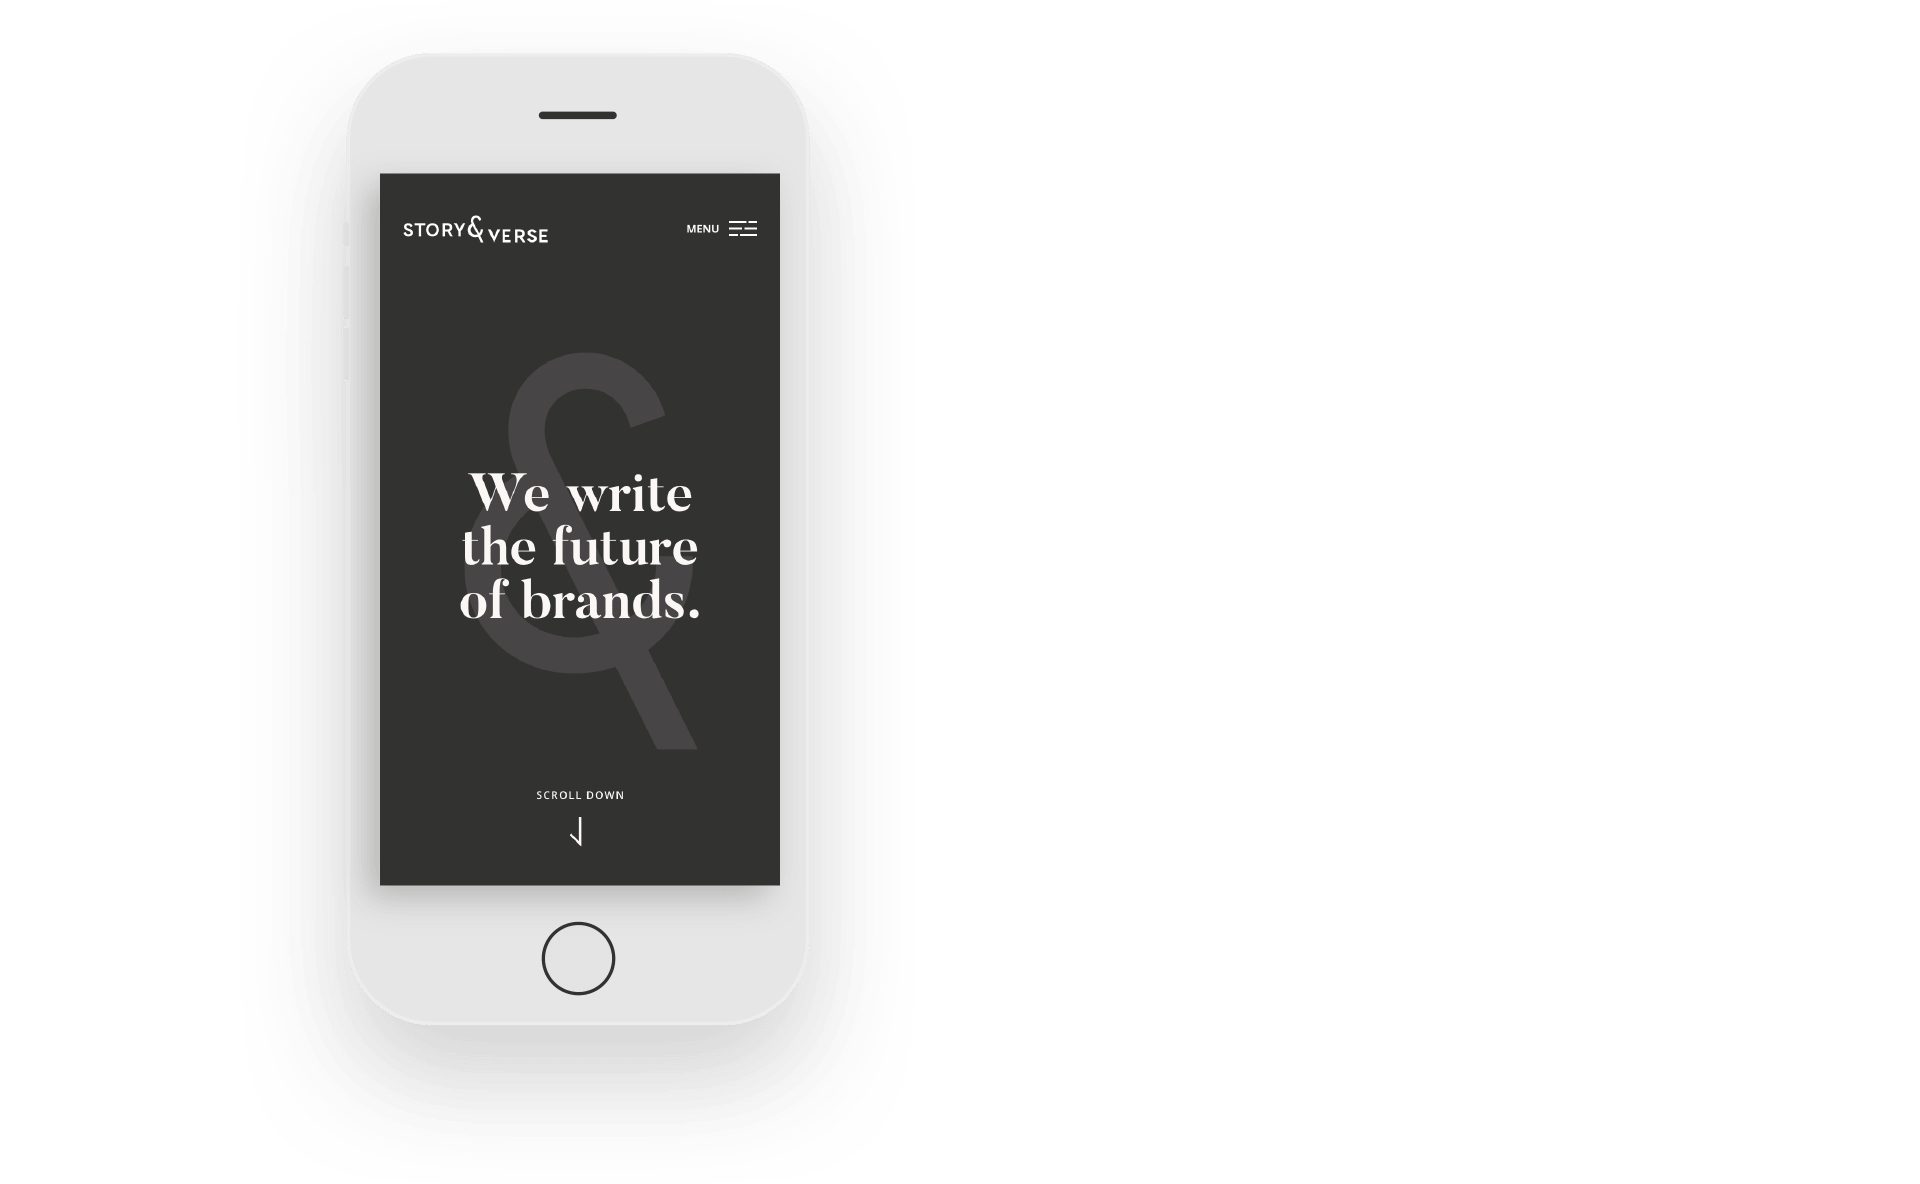 STORY & VERSE
MENU
&
We write
the future
of brands.
SCROLL DOWN